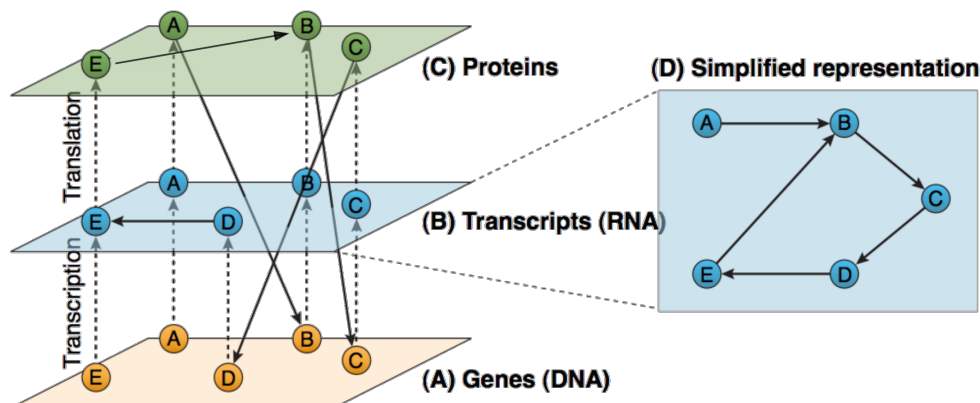 A
B
C
E
(C) Proteins
(D) Simplified representation
Translation
A
B
A
B
C
C
E
D
(B) Transcripts (RNA)
E
D
Transcription
A
B
C
E
D
(A) Genes (DNA)